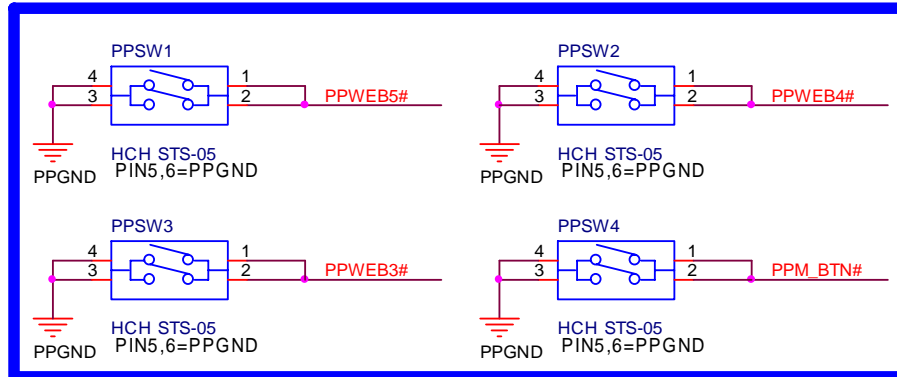 PPSW1
4
3
1
2
PPWEB5#
PPGND
HCH STS-05
PIN5,6=PPGND
PPSW2
4
3
1
2
PPWEB4#
PPGND
HCH STS-05
PIN5,6=PPGND
PPSW3
4
3
1
2
PPWEB3#
PPGND
HCH STS-05
PIN5,6=PPGND
PPSW4
4
3
1
2
PPM_BTN#
PPGND
HCH STS-05
PIN5,6=PPGND